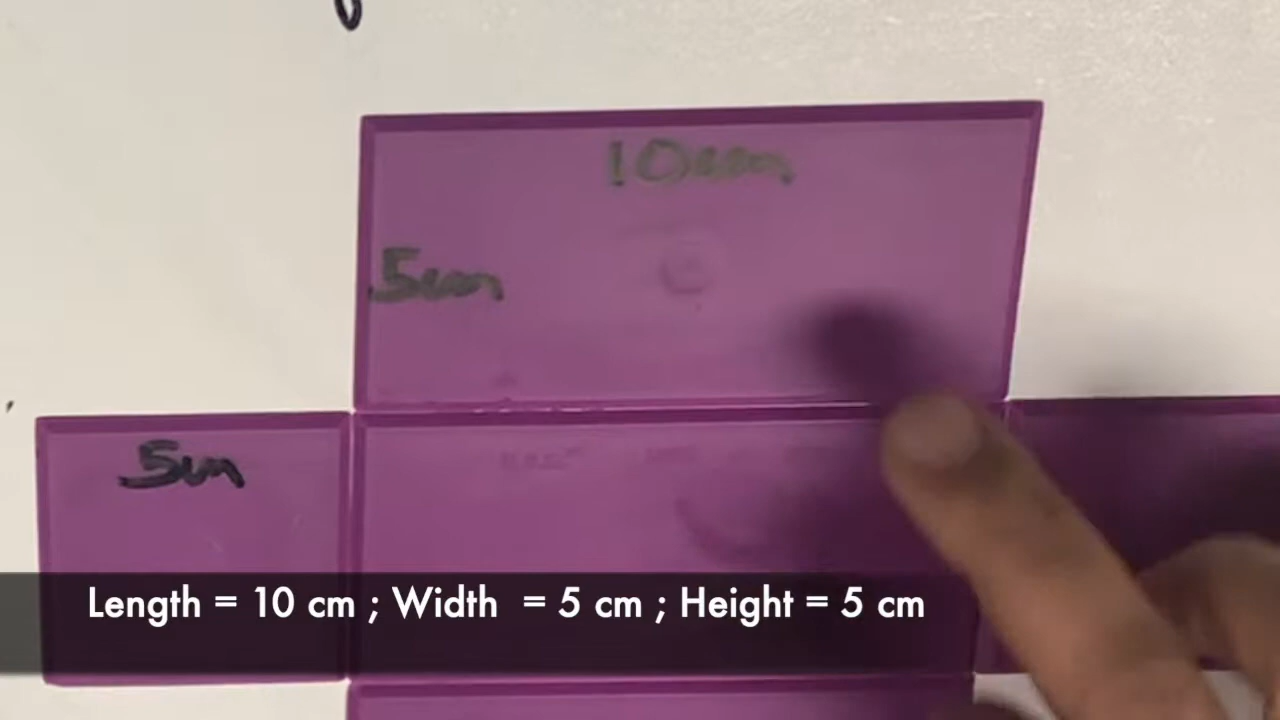 10cm
5cm
5cm
Length = 10 cm ; Width = 5 cm ; Height = 5 cm